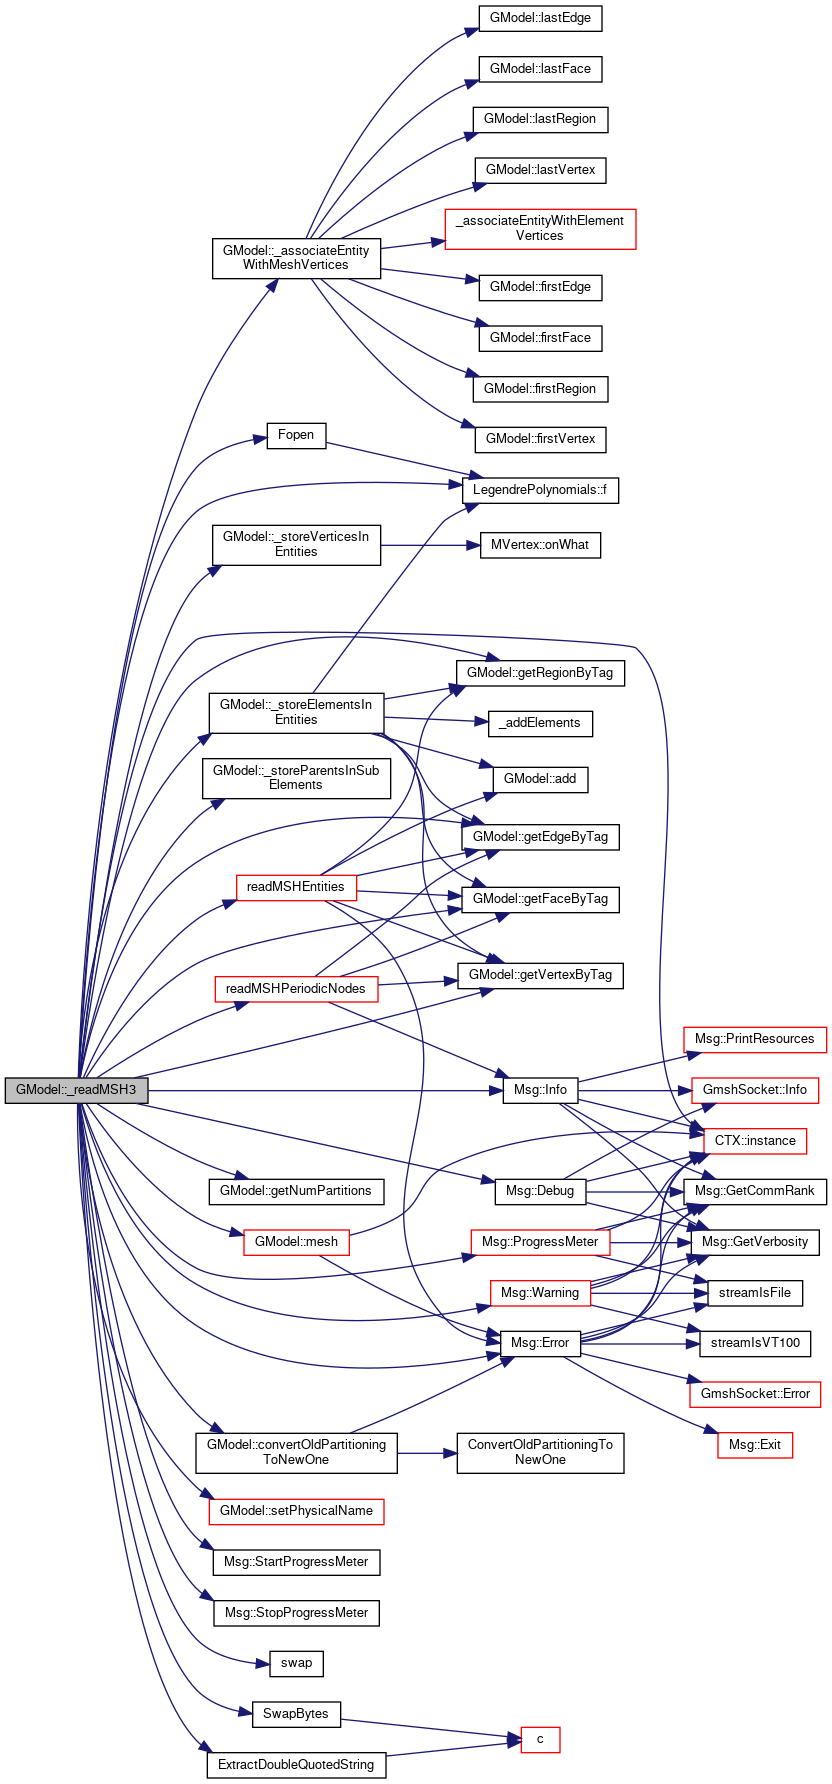 GModel::lastEdge
GModel::lastFace
GModel::lastRegion
GModel::lastVertex
_associateEntityWithElement
Vertices
GModel::_associateEntity
WithMeshVertices
GModel::firstEdge
GModel::firstFace
GModel::firstRegion
GModel::firstVertex
Fopen
LegendrePolynomials::f
GModel::_storeVerticesIn
Entities
MVertex::onWhat
GModel::getRegionByTag
GModel::_storeElementsIn
Entities
_addElements
GModel::_storeParentsInSub
Elements
GModel::add
GModel::getEdgeByTag
readMSHEntities
GModel::getFaceByTag
GModel::getVertexByTag
readMSHPeriodicNodes
Msg::PrintResources
GModel::_readMSH3
Msg::Info
GmshSocket::Info
CTX::instance
GModel::getNumPartitions
Msg::Debug
Msg::GetCommRank
GModel::mesh
Msg::ProgressMeter
Msg::GetVerbosity
Msg::Warning
streamIsFile
Msg::Error
streamIsVT100
GmshSocket::Error
GModel::convertOldPartitioning
ToNewOne
ConvertOldPartitioningTo
NewOne
Msg::Exit
GModel::setPhysicalName
Msg::StartProgressMeter
Msg::StopProgressMeter
swap
SwapBytes
c
ExtractDoubleQuotedString